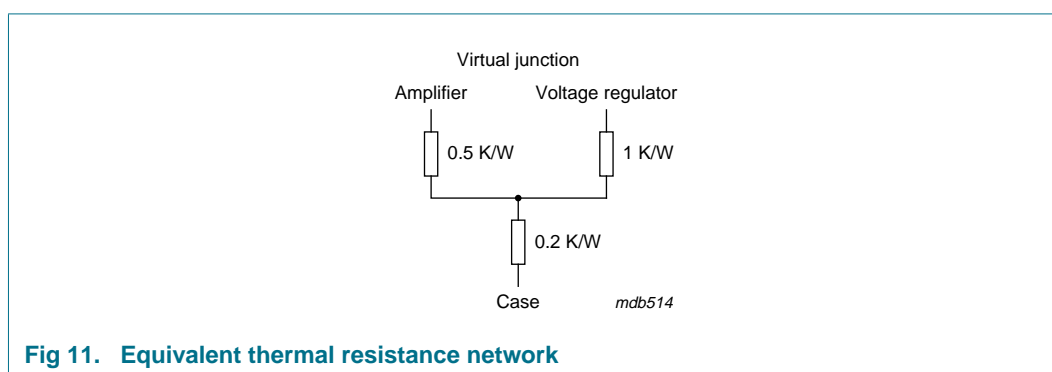 Virtual junction
Amplifier Voltage regulator
0.5 K/W 1 K/W
0.2 K/W
Case mdb514
Fig 11. Equivalent thermal resistance network